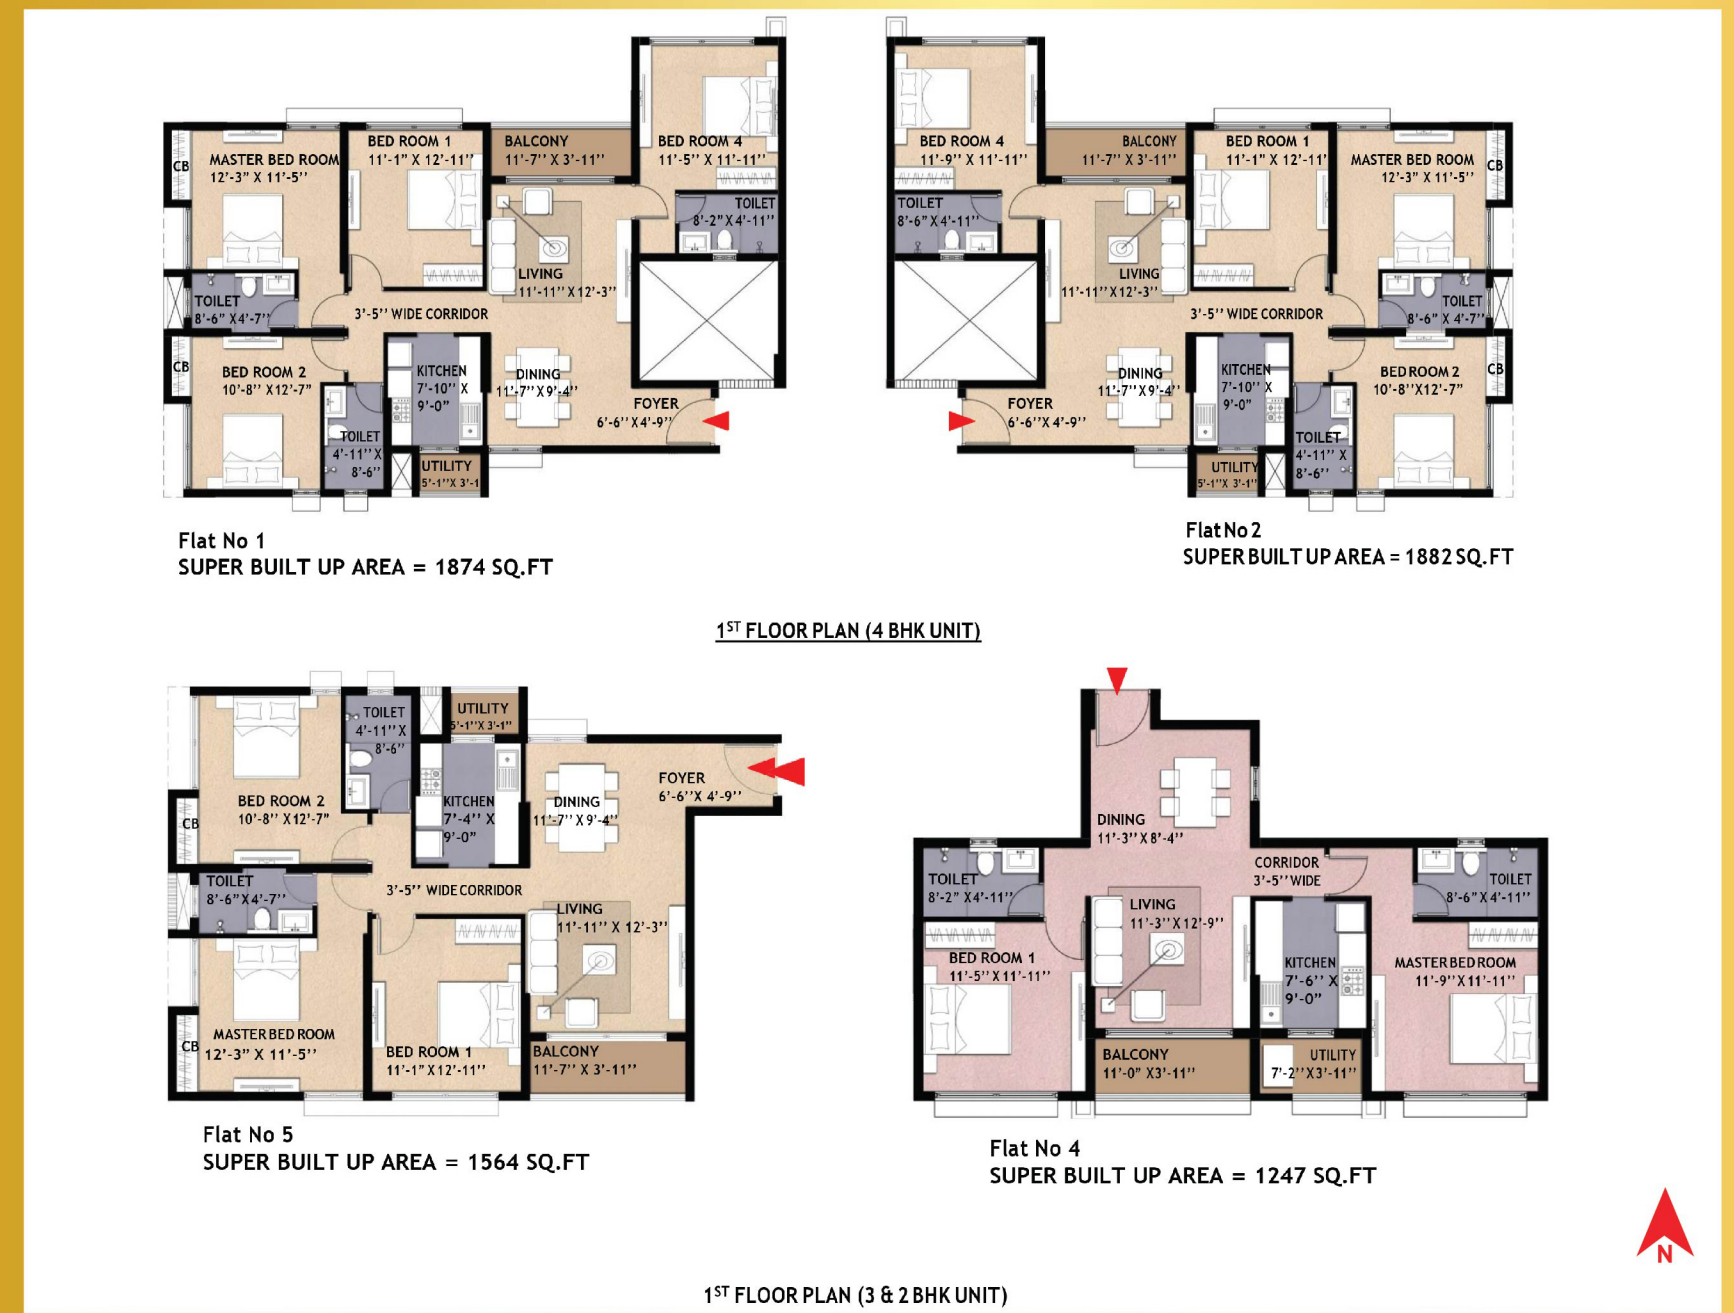 BED ROOM 1
11'-1" X 12'-11"
BALCONY
11'-7'' X 3'-11''
BED ROOM 4
11'-5'' X 11'-11''
MASTER BED ROOM
12'-3" X 11'-5''
CB
TOILET
8'-2" X 4'-11''
LIVING
11'-11'' X 12'-3''
TOILET
8'-6" X 4'-7''
3'-5'' WIDE CORRIDOR
CB
BED ROOM 2
10'-8'' X 12'-7"
KITCHEN
7'-10'' X
9'-0"
DINING
11'-7'' X 9'-4''
FOYER
6'-6'' X 4'-9''
TOILET
4'-11'' X
8'-6''
UTILITY
5'-1'' X 3'-1
Flat No 1
SUPER BUILT UP AREA = 1874 SQ.FT
BED ROOM 4
11'-9'' X 11'-11''
BALCONY
11'-7'' X 3'-11''
BED ROOM 1
11'-1" X 12'-11'
MASTER BED ROOM
12'-3" X 11'-5''
CB
TOILET
8'-6" X 4'-11''
LIVING
11'-11'' X 12'-3''
3'-5'' WIDE CORRIDOR
TOILET
8'-6" X 4'-7''
CB
BED ROOM 2
10'-8'' X 12'-7"
KITCHEN
7'-10'' X
9'-0"
DINING
11'-7'' X 9'-4''
FOYER
6'-6'' X 4'-9''
TOILET
4'-11'' X
8'-6''
UTILITY
5'-1'' X 3'-1'
Flat No 2
SUPER BUILT UP AREA = 1882 SQ.FT
1ST FLOOR PLAN (4 BHK UNIT)
TOILET
4'-11'' X
8'-6''
UTILITY
5'-1'' X 3'-1''
BED ROOM 2
10'-8'' X 12'-7"
CB
KITCHEN
7'-4'' X
9'-0"
DINING
11'-7'' X 9'-4''
FOYER
6'-6'' X 4'-9''
TOILET
8'-6" X 4'-7''
3'-5'' WIDE CORRIDOR
LIVING
11'-11'' X 12'-3''
MASTER BED ROOM
12'-3" X 11'-5''
CB
BED ROOM 1
11'-1" X 12'-11''
BALCONY
11'-7'' X 3'-11''
Flat No 5
SUPER BUILT UP AREA = 1564 SQ.FT
DINING
11'-3'' X 8'-4''
CORRIDOR
3'-5'' WIDE
TOILET
8'-2" X 4'-11''
TOILET
8'-6" X 4'-11''
LIVING
11'-3'' X 12'-9''
BED ROOM 1
11'-5'' X 11'-11''
KITCHEN
7'-6'' X
9'-0"
MASTER BED ROOM
11'-9'' X 11'-11''
BALCONY
11'-0" X 3'-11''
UTILITY
7'-2'' X 3'-11''
Flat No 4
SUPER BUILT UP AREA = 1247 SQ.FT
N
1ST FLOOR PLAN (3 & 2 BHK UNIT)